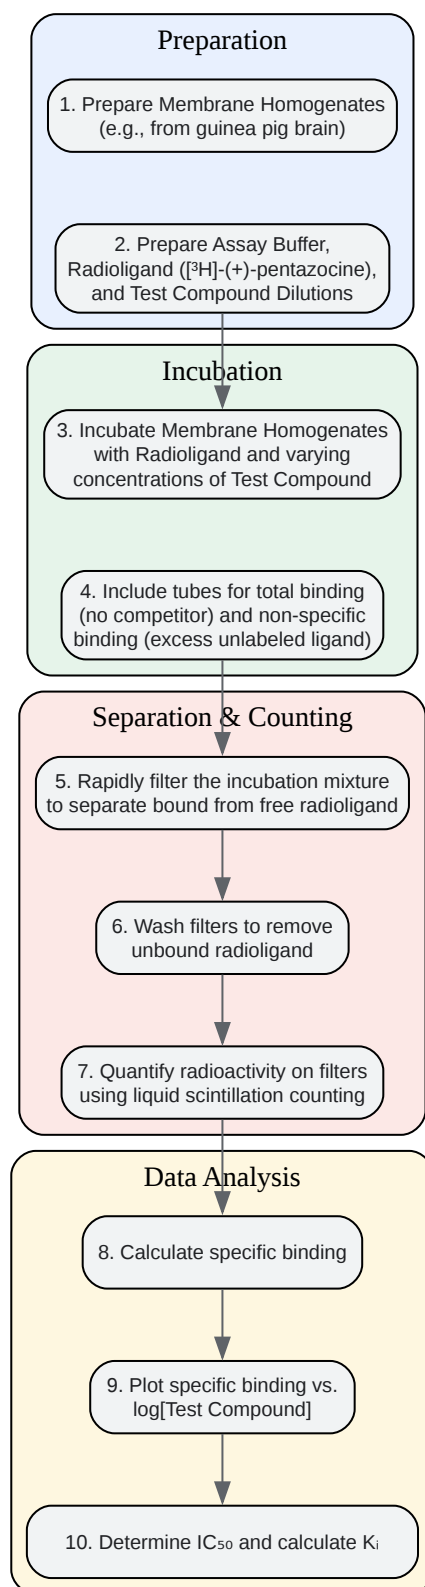 Preparation
1. Prepare Membrane Homogenates
(e.g., from guinea pig brain)
2. Prepare Assay Buffer,
Radioligand ([³H]-(+)-pentazocine),
and Test Compound Dilutions
Incubation
3. Incubate Membrane Homogenates
with Radioligand and varying
concentrations of Test Compound
4. Include tubes for total binding
(no competitor) and non-specific
binding (excess unlabeled ligand)
Separation & Counting
5. Rapidly filter the incubation mixture
to separate bound from free radioligand
6. Wash filters to remove
unbound radioligand
7. Quantify radioactivity on filters
using liquid scintillation counting
Data Analysis
8. Calculate specific binding
9. Plot specific binding vs.
log[Test Compound]
10. Determine IC₅₀ and calculate Kᵢ